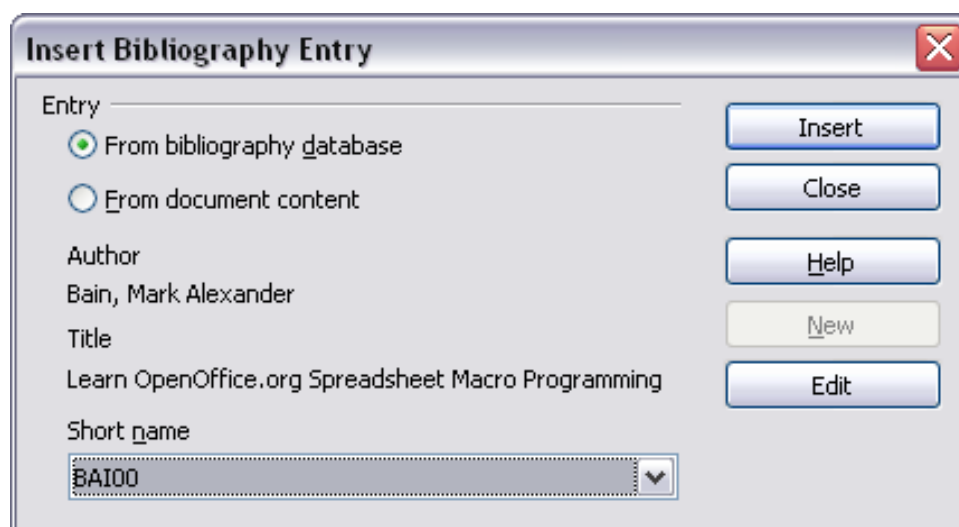 Insert Bibliography Entry
Entry
From bibliography database
From document content
Author
Bain, Mark Alexander
Title
Learn OpenOffice.org Spreadsheet Macro Programming
Short name
BAI00
Insert
Close
Help
New
Edit